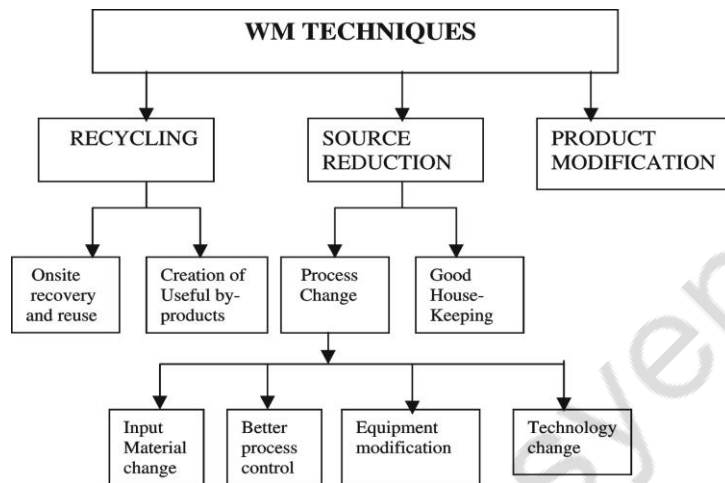 WM TECHNIQUES
RECYCLING
SOURCE
REDUCTION
PRODUCT
MODIFICATION
Onsite
recovery
and reuse
Creation of
Useful by-
products
Process
Change
Good
House-
Keeping
Input
Material
change
Better
process
control
Equipment
modification
Technology
change